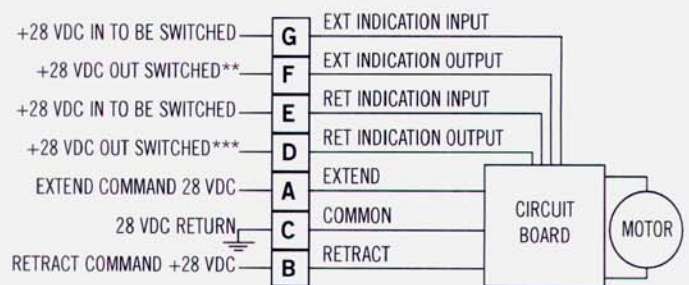 +28 VDC IN TO BE SWITCHED G EXT INDICATION INPUT
+28 VDC OUT SWITCHED** F EXT INDICATION OUTPUT
+28 VDC IN TO BE SWITCHED E RET INDICATION INPUT
+28 VDC OUT SWITCHED*** D RET INDICATION OUTPUT
EXTEND COMMAND 28 VDC A EXTEND
28 VDC RETURN C COMMON
RETRACT COMMAND +28 VDC B RETRACT
CIRCUIT
BOARD
MOTOR